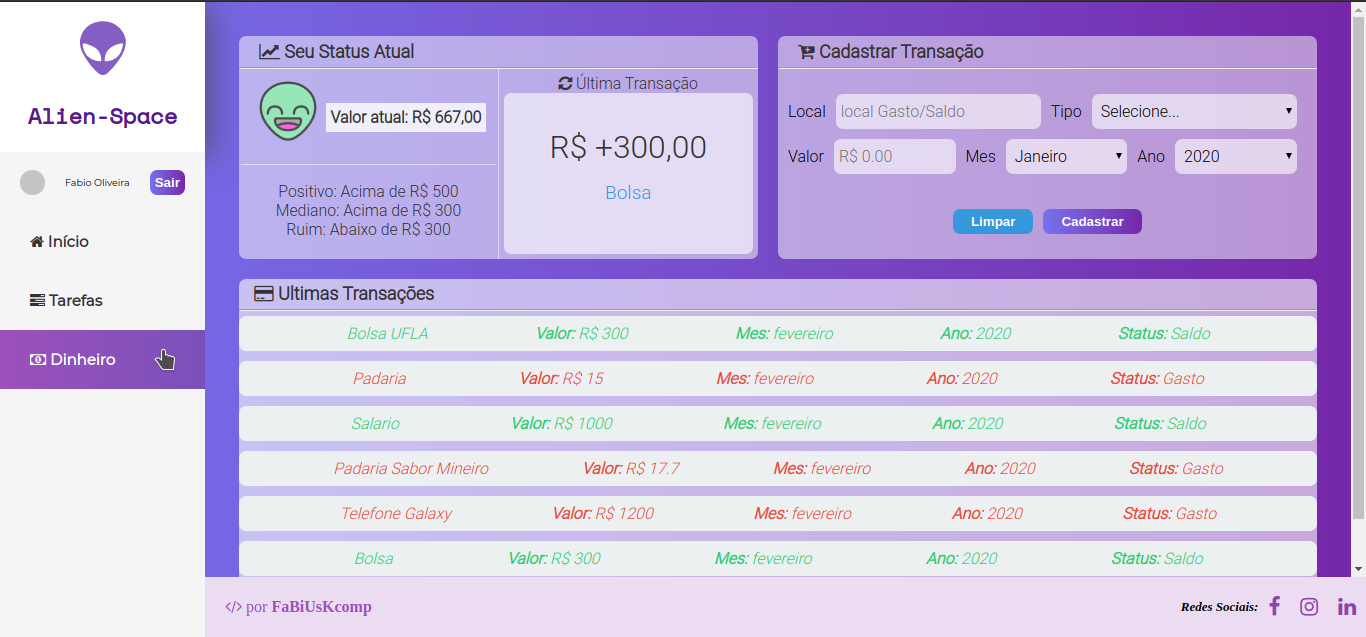 Alien-Space
Fabio Oliveira
Sair
Início
Tarefas
Dinheiro
Seu Status Atual
Valor atual: R$ 667,00
Positivo: Acima de R$ 500
Mediano: Acima de R$ 300
Ruim: Abaixo de R$ 300
Última Transação
R$ +300,00
Bolsa
Cadastrar Transação
Local local Gasto/Saldo Tipo Selecione...
Valor R$ 0.00 Mes Janeiro Ano 2020
Limpar Cadastrar
Ultimas Transações
Bolsa UFLA Valor: R$ 300 Mes: fevereiro Ano: 2020 Status: Saldo
Padaria Valor: R$ 15 Mes: fevereiro Ano: 2020 Status: Gasto
Salario Valor: R$ 1000 Mes: fevereiro Ano: 2020 Status: Saldo
Padaria Sabor Mineiro Valor: R$ 17.7 Mes: fevereiro Ano: 2020 Status: Gasto
Telefone Galaxy Valor: R$ 1200 Mes: fevereiro Ano: 2020 Status: Gasto
Bolsa Valor: R$ 300 Mes: fevereiro Ano: 2020 Status: Saldo
</> por FaBiUsKcomp
Redes Sociais: